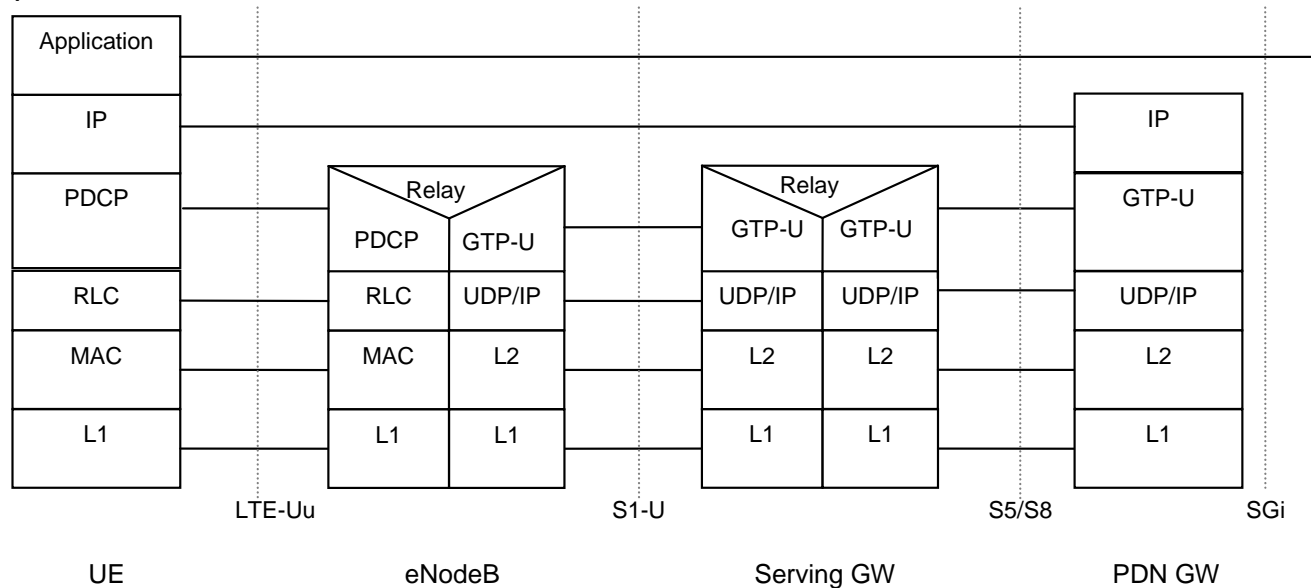 Application
IP
IP
PDCP
Relay
Relay
GTP-U
PDCP
GTP-U
GTP-U
GTP-U
RLC
RLC
UDP/IP
UDP/IP
UDP/IP
UDP/IP
MAC
MAC
L2
L2
L2
L2
L1
L1
L1
L1
L1
L1
LTE-Uu
S1-U
S5/S8
SGi
UE
eNodeB
Serving GW
PDN GW